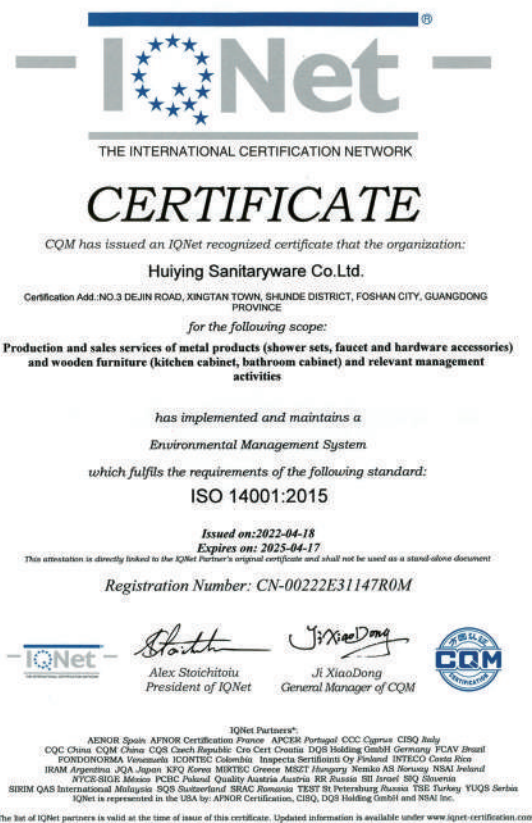 IQNet®
THE INTERNATIONAL CERTIFICATION NETWORK
CERTIFICATE
CQM has issued an IQNet recognized certificate that the organization:
Huiying Sanitaryware Co.Ltd.
Certification Add.:NO.3 DEJIN ROAD, XINGTAN TOWN, SHUNDE DISTRICT, FOSHAN CITY, GUANGDONG
PROVINCE
for the following scope:
Production and sales services of metal products (shower sets, faucet and hardware accessories)
and wooden furniture (kitchen cabinet, bathroom cabinet) and relevant management
activities
has implemented and maintains a
Environmental Management System
which fulfils the requirements of the following standard:
ISO 14001:2015
Issued on:2022-04-18
Expires on: 2025-04-17
This attestation is directly linked to the IQNet Partner's original certificate and shall not be used as a stand-alone document
Registration Number: CN-00222E31147R0M
IQNet
THE INTERNATIONAL CERTIFICATION NETWORK
Ji XiaoDong
Alex Stoichitoiu
President of IQNet
Ji XiaoDong
General Manager of CQM
方圆认证
CQM
CERTIFICATION
IQNet Partners*:
AENOR Spain AFNOR Certification France APCER Portugal CCC Cyprus CISQ Italy
CQC China CQM China CQS Czech Republic Cro Cert Croatia DQS Holding GmbH Germany FCAV Brazil
FONDONORMA Venezuela ICONTEC Colombia Inspecta Sertifiointi Oy Finland INTECO Costa Rica
IRAM Argentina JQA Japan KFQ Korea MIRTEC Greece MSZT Hungary Nemko AS Norway NSAI Ireland
NYCE-SIGE México PCBC Poland Quality Austria Austria RR Russia SII Israel SIQ Slovenia
SIRIM QAS International Malaysia SQS Switzerland SRAC Romania TEST St Petersburg Russia TSE Turkey YUQS Serbia
IQNet is represented in the USA by: AFNOR Certification, CISQ, DQS Holding GmbH and NSAI Inc.
The list of IQNet partners is valid at the time of issue of this certificate. Updated information is available under www.iqnet-certification.com